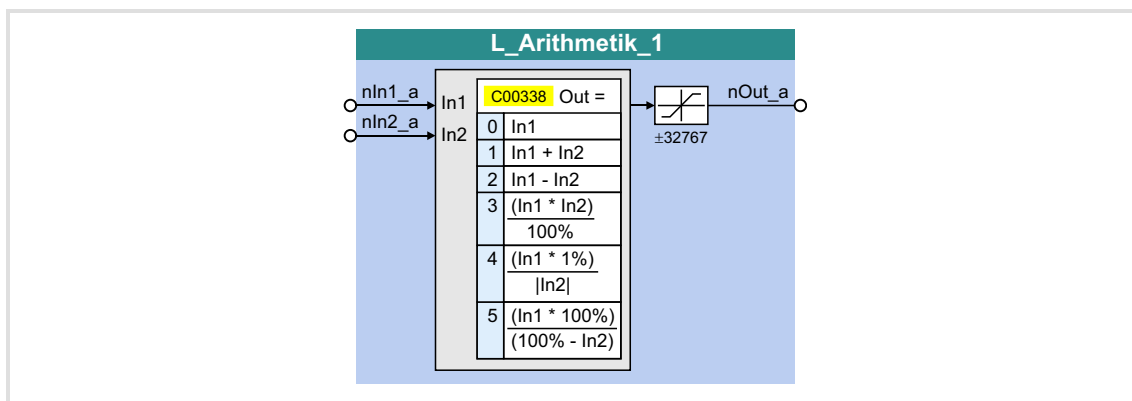 L_Arithmetik_1
nIn1_a
nIn2_a
In1
In2
C00338 Out =
0 In1
1 In1 + In2
2 In1 - In2
3 (In1 * In2)
100%
4 (In1 * 1%)
|In2|
5 (In1 * 100%)
(100% - In2)
±32767
nOut_a